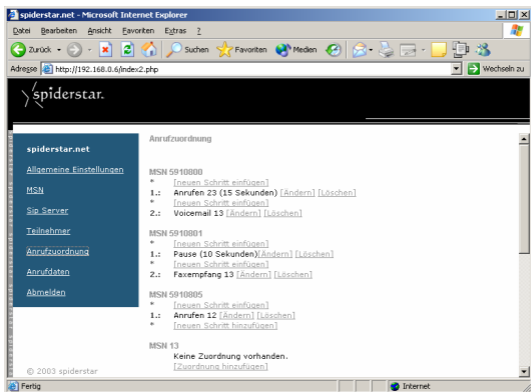 spiderstar.net - Microsoft Internet Explorer
Datei Bearbeiten Ansicht Favoriten Extras ?
Zurück Suchen Favoriten Medien
Adresse http://192.168.0.6/index2.php Wechseln zu
spiderstar.
spiderstar.net
Allgemeine Einstellungen
MSN
Sip Server
Teilnehmer
Anrufzuordnung
Anrufdaten
Abmelden
© 2003 spiderstar
Anrufzuordnung
MSN 5910800
* [neuen Schritt einfügen]
1.: Anrufen 23 (15 Sekunden) [Ändern] [Löschen]
* [neuen Schritt einfügen]
2.: Voicemail 13 [Ändern] [Löschen]
MSN 5910801
* [neuen Schritt einfügen]
1.: Pause (10 Sekunden)[Ändern] [Löschen]
* [neuen Schritt einfügen]
2.: Faxempfang 13 [Ändern] [Löschen]
MSN 5910805
* [neuen Schritt einfügen]
1.: Anrufen 12 [Ändern] [Löschen]
* [neuen Schritt hinzufügen]
MSN 13
Keine Zuordnung vorhanden.
[Zuordnung hinzufügen]
Fertig Internet